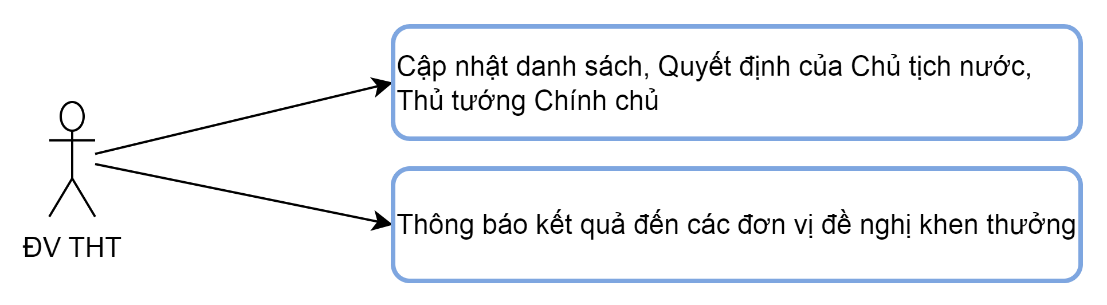 Cập nhật danh sách, Quyết định của Chủ tịch nước,
Thủ tướng Chính chủ
Thông báo kết quả đến các đơn vị đề nghị khen thưởng
ĐV THT